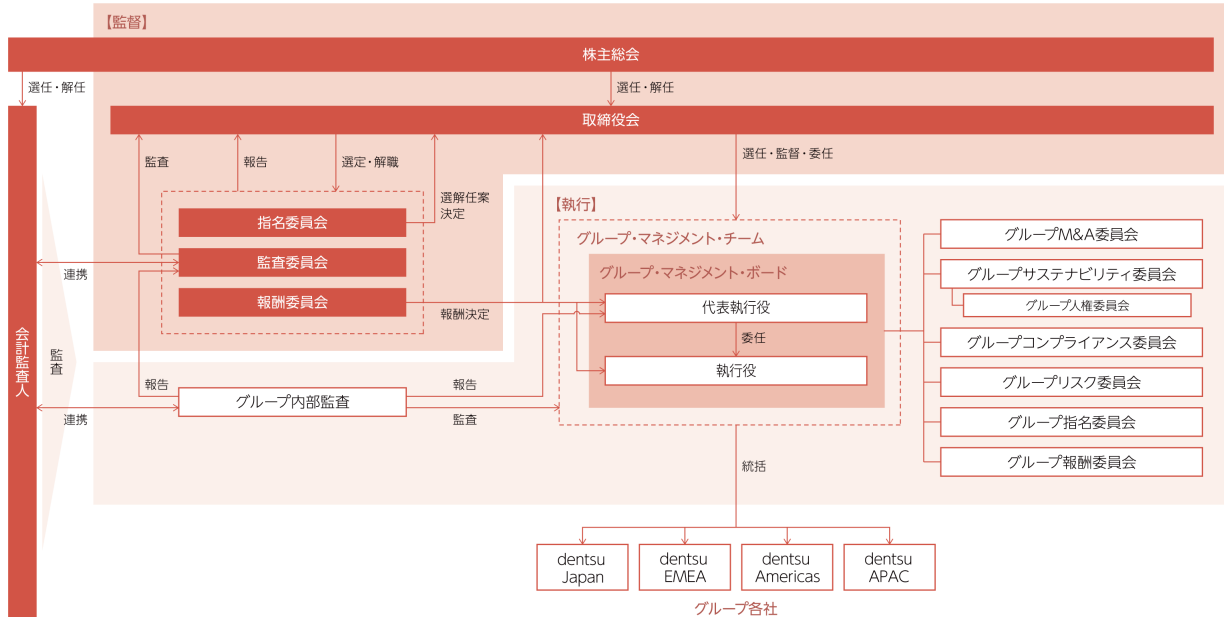 【監督】
株主総会
選任・解任
選任・解任
取締役会
監査
報告
選定・解職
選解任案
決定
選任・監督・委任
指名委員会
監査委員会
報酬委員会
連携
報酬決定
会計監査人
監査
【執行】
グループ・マネジメント・チーム
グループ・マネジメント・ボード
代表執行役
委任
執行役
グループM&A委員会
グループサステナビリティ委員会
グループ人権委員会
グループコンプライアンス委員会
グループリスク委員会
グループ指名委員会
グループ報酬委員会
報告
グループ内部監査
報告
連携
監査
統括
dentsu
Japan
dentsu
EMEA
dentsu
Americas
dentsu
APAC
グループ各社